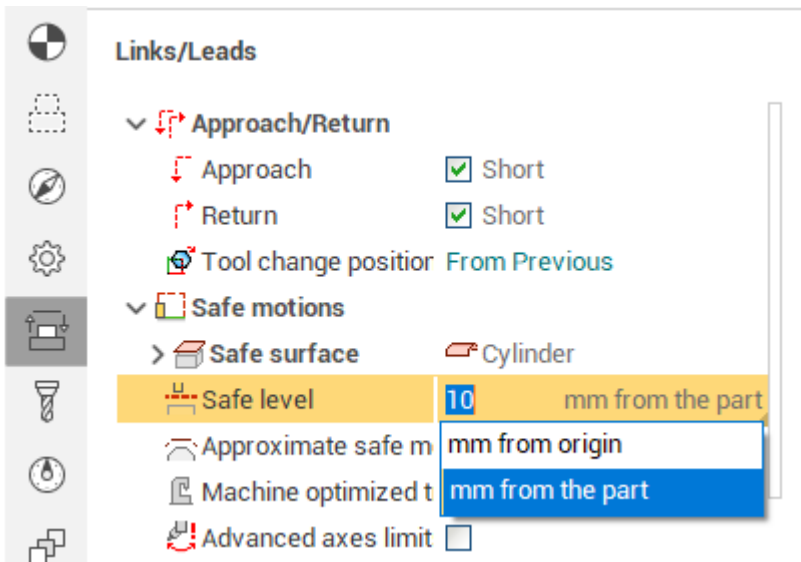 Links/Leads
Approach/Return
Approach Short
Return Short
Tool change position From Previous
Safe motions
Safe surface Cylinder
Safe level 10 mm from the part
Approximate safe m mm from origin
Machine optimized t mm from the part
Advanced axes limit